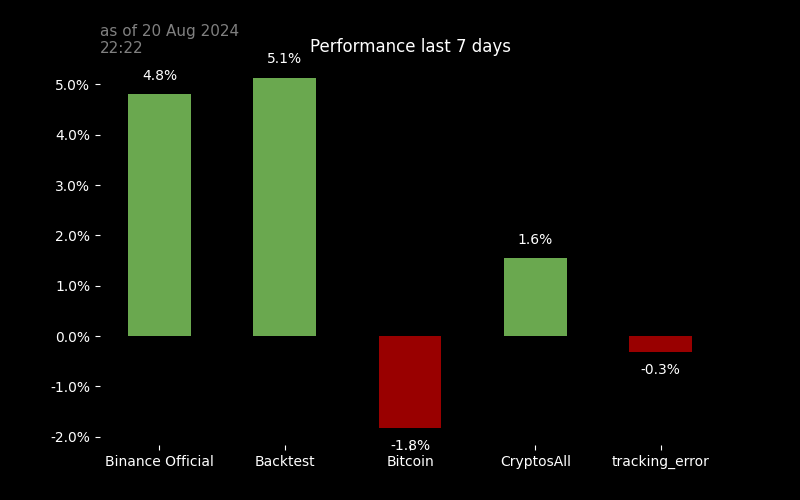 as of 20 Aug 2024
22:22
Performance last 7 days
5.0%
4.0%
3.0%
2.0%
1.0%
0.0%
-1.0%
-2.0%
4.8%
5.1%
-1.8%
1.6%
-0.3%
Binance Official
Backtest
Bitcoin
CryptosAll
tracking_error